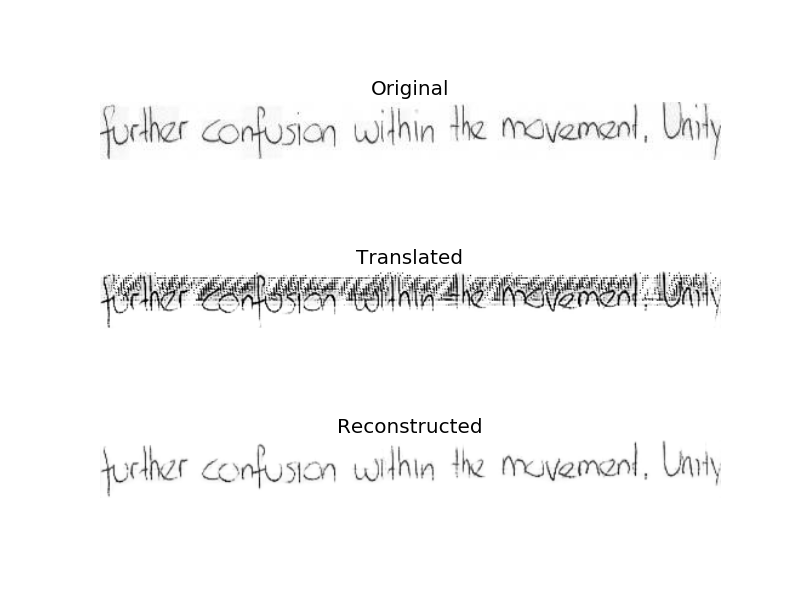 Original
further confusion within the movement. Unity
Translated
further confusion within the movement. Unity
Reconstructed
further confusion within the movement. Unity